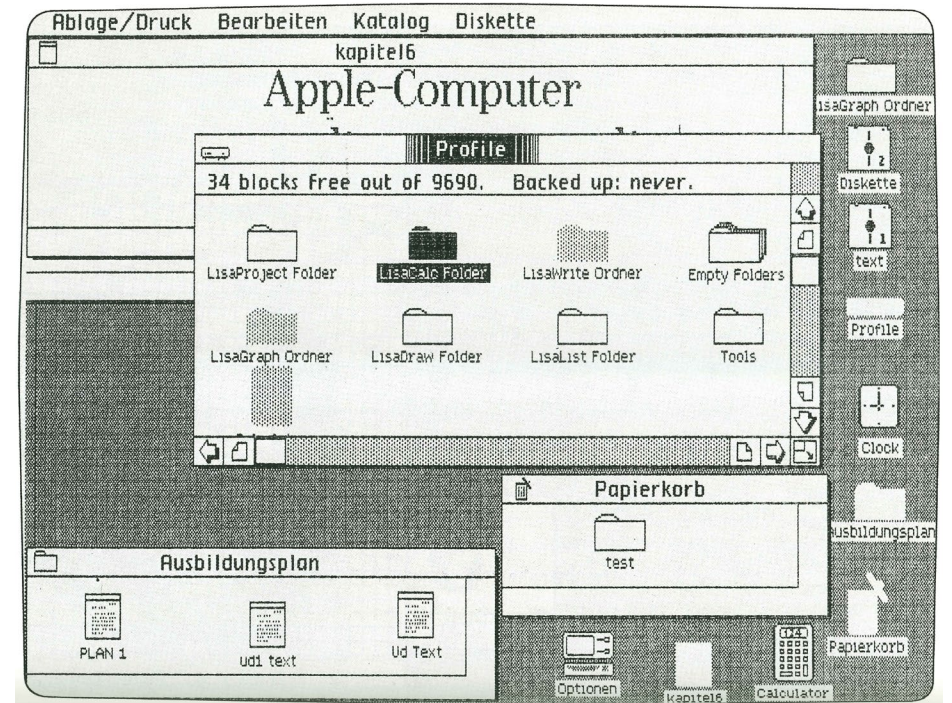 Ablage/Druck Bearbeiten Katalog Diskette
kapitel6
Apple-Computer
LisaGraph Ordner
Profile
34 blocks free out of 9690. Backed up: never.
2
Diskette
LisaProject Folder LisaCalc Folder LisaWrite Ordner Empty Folders
1
text
LisaGraph Ordner LisaDraw Folder LisaList Folder Tools
Profile
Clock
Papierkorb
test
Ausbildungsplan
Ausbildungsplan
PLAN 1 ud1 text Ud Text
Papierkorb
Optionen kapitel6 Calculator